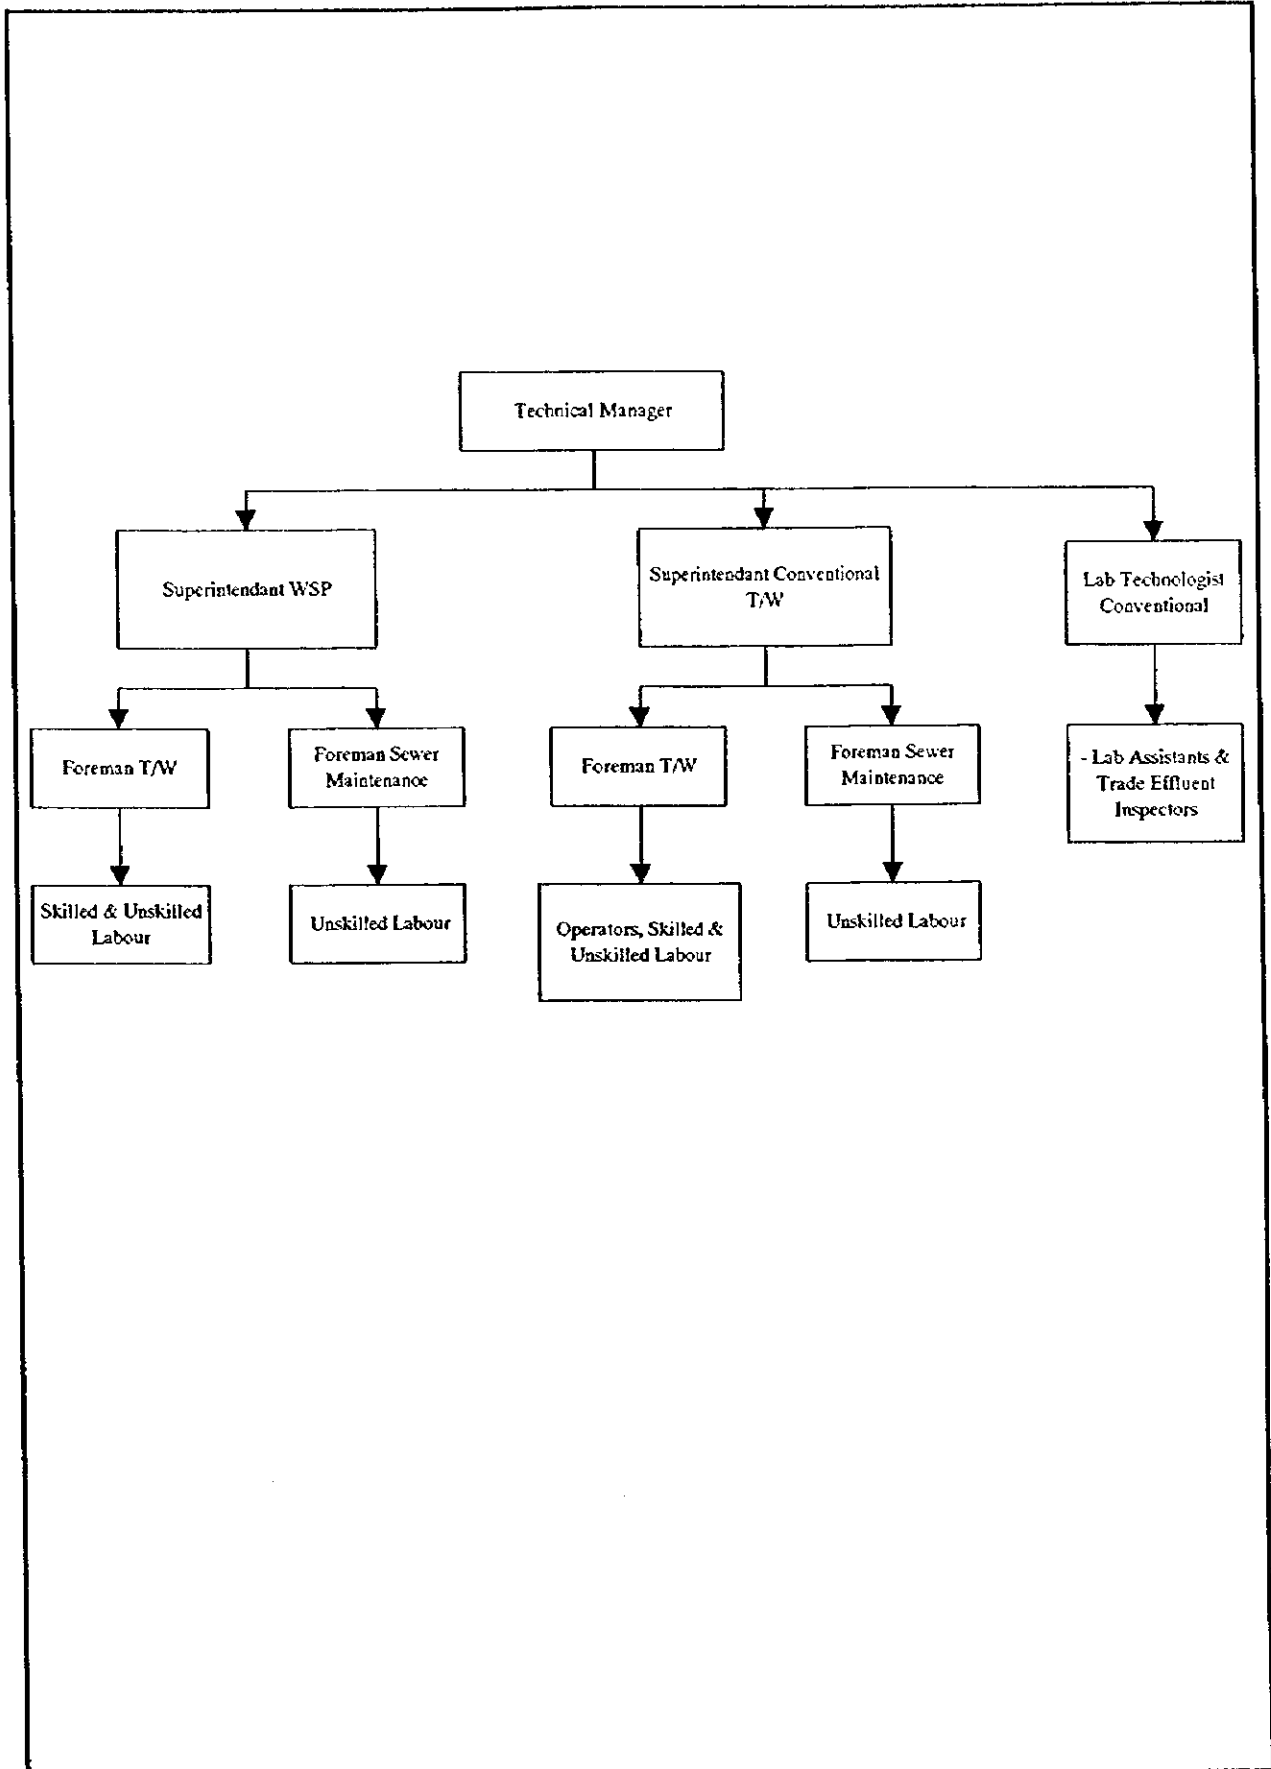 Technical Manager
Superintendant WSP
Superintendant Conventional
T/W
Lab Technologist
Conventional
Foreman T/W
Foreman Sewer
Maintenance
Foreman T/W
Foreman Sewer
Maintenance
- Lab Assistants &
Trade Effluent
Inspectors
Skilled & Unskilled
Labour
Unskilled Labour
Operators, Skilled &
Unskilled Labour
Unskilled Labour